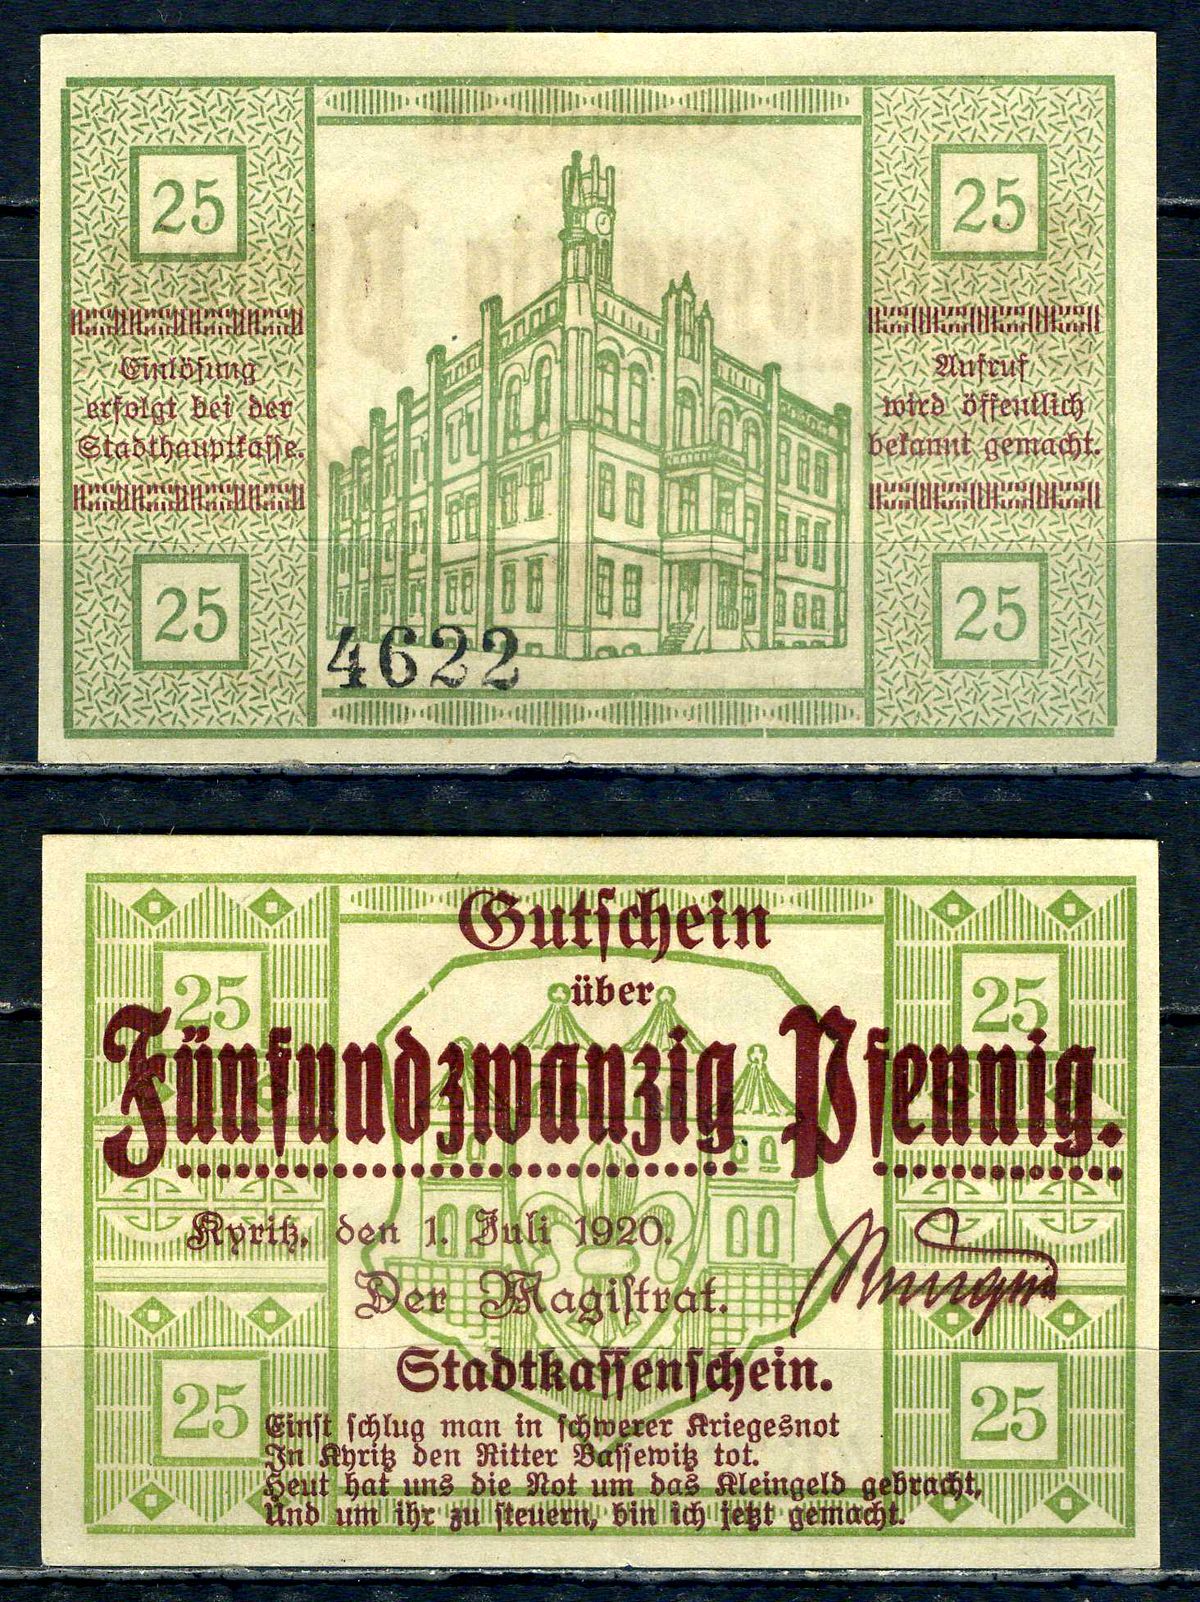 25
25
Einlösung
erfolgt bei der
Stadthauptkasse.
Aufruf
wird öffentlich
bekannt gemacht.
25
25
4622
Gutschein
über
25
25
Fünfundzwanzig Pfennig.
Kyritz, den 1. Juli 1920.
Der Magistrat.
Stadtkassenschein.
25
25
Einst schlug man in schwerer Kriegesnot
In Kyritz den Ritter Bassewitz tot.
Heut hat uns die Not um das Kleingeld gebracht,
Und um ihr zu steuern, bin ich jetzt gemacht.